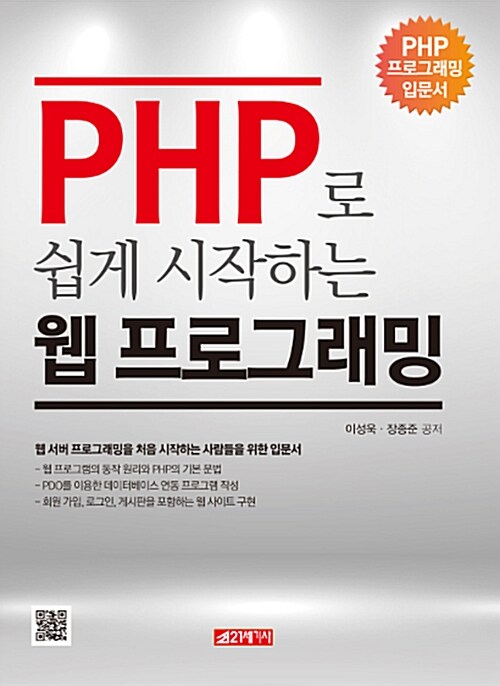 PHP
프로그래밍
입문서
PHP로
쉽게 시작하는
웹 프로그래밍
이성욱 · 장종준 공저
웹 서버 프로그래밍을 처음 시작하는 사람들을 위한 입문서
- 웹 프로그램의 동작 원리와 PHP의 기본 문법
- PDO를 이용한 데이터베이스 연동 프로그램 작성
- 회원 가입, 로그인, 게시판을 포함하는 웹 사이트 구현
21세기사